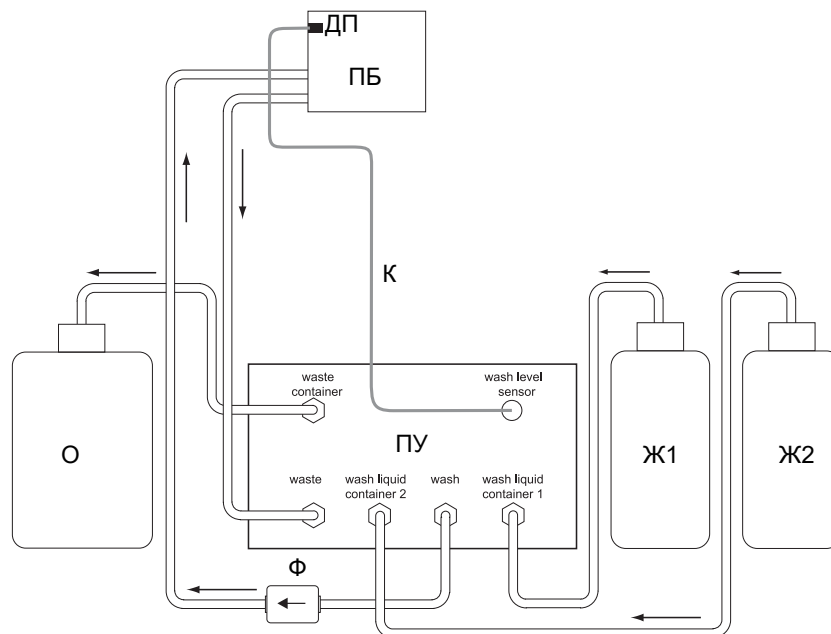 ДП
ПБ
К
waste
container
wash level
sensor
О
ПУ
Ж1
Ж2
waste
wash liquid
container 2
wash
wash liquid
container 1
Ф